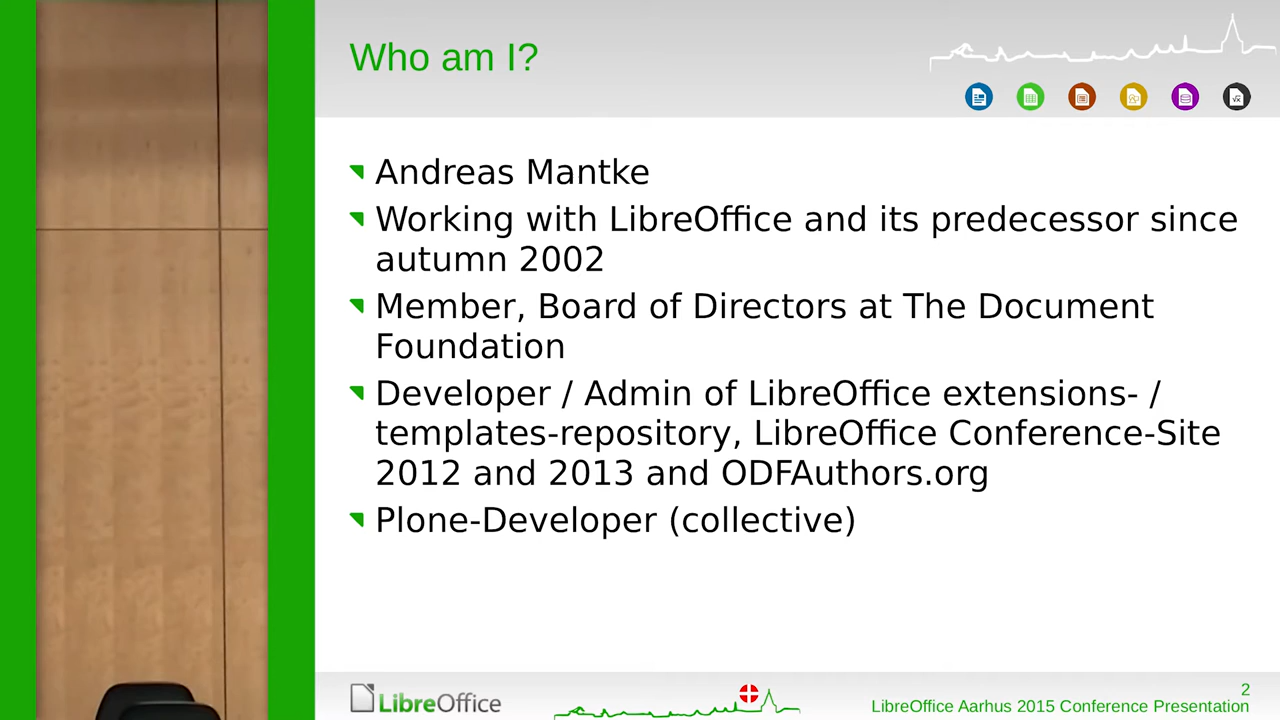 Who am I?
Andreas Mantke
Working with LibreOffice and its predecessor since
autumn 2002
Member, Board of Directors at The Document
Foundation
Developer / Admin of LibreOffice extensions- /
templates-repository, LibreOffice Conference-Site
2012 and 2013 and ODFAuthors.org
Plone-Developer (collective)
LibreOffice
2
LibreOffice Aarhus 2015 Conference Presentation